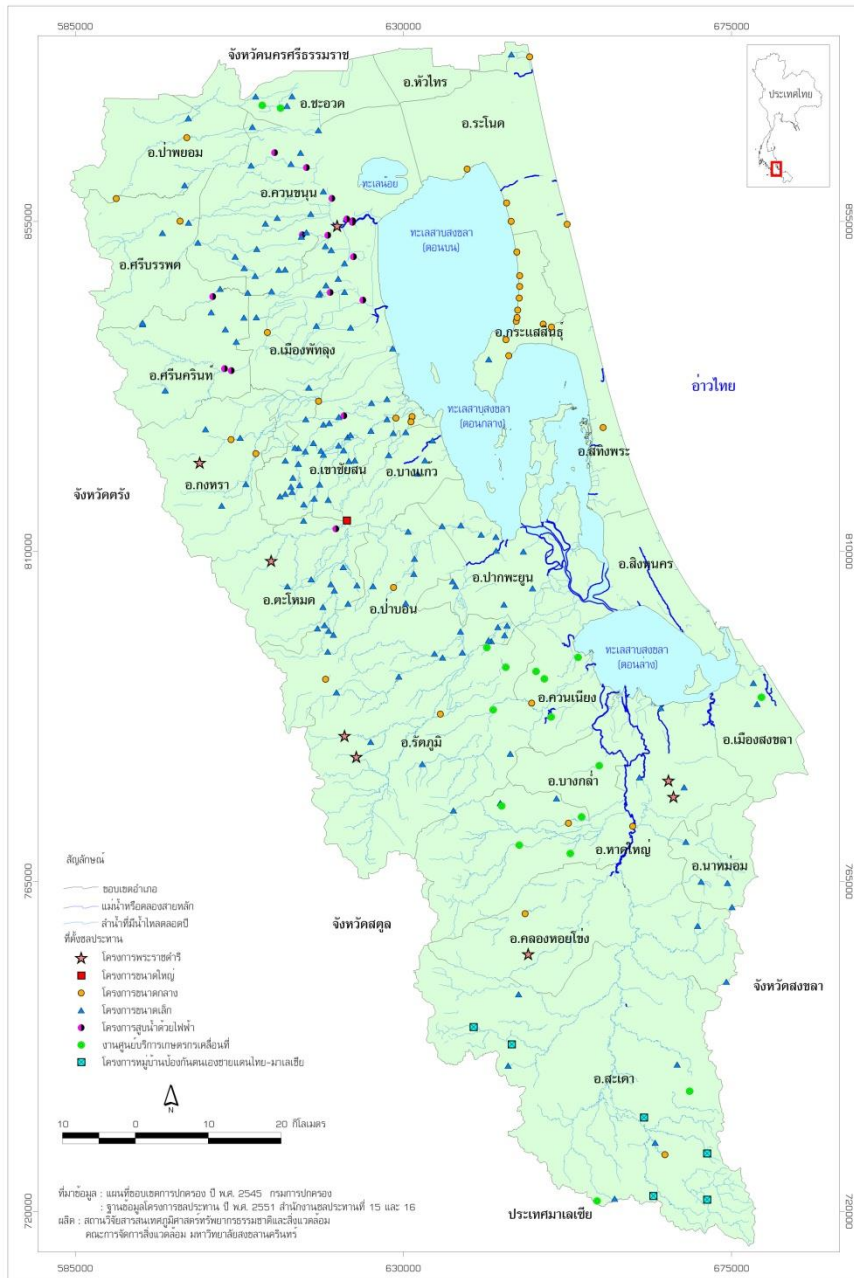 585000
630000
675000
จังหวัดนครศรีธรรมราช
อ.หัวไทร
อ.ชะอวด
อ.ระโนด
ประเทศไทย
อ.ป่าพยอม
อ.ควนขนุน
ทะเลน้อย
855000
855000
ทะเลสาบสงขลา
(ตอนบน)
อ.ศรีบรรพต
อ.กระแสสินธุ์
อ.เมืองพัทลุง
อ.ศรีนครินทร์
อ่าวไทย
ทะเลสาบสงขลา
(ตอนกลาง)
อ.สทิงพระ
อ.เขาชัยสน
อ.บางแก้ว
อ.กงหรา
จังหวัดตรัง
810000
810000
อ.สิงหนคร
อ.ปากพะยูน
อ.ตะโหมด
อ.ป่าบอน
ทะเลสาบสงขลา
(ตอนล่าง)
อ.ควนเนียง
อ.เมืองสงขลา
อ.รัตภูมิ
อ.บางกล่ำ
อ.หาดใหญ่
อ.นาหม่อม
765000
765000
จังหวัดสตูล
อ.คลองหอยโข่ง
จังหวัดสงขลา
อ.สะเดา
ประเทศมาเลเซีย
สัญลักษณ์
ขอบเขตอำเภอ
แม่น้ำหรือคลองสายหลัก
ลำน้ำที่มีน้ำไหลตลอดปี
ที่ตั้งชลประทาน
โครงการพระราชดำริ
โครงการขนาดใหญ่
โครงการขนาดกลาง
โครงการขนาดเล็ก
โครงการสูบน้ำด้วยไฟฟ้า
งานศูนย์บริการเกษตรกรเคลื่อนที่
โครงการหมู่บ้านป้องกันตนเองชายแดนไทย-มาเลเซีย
N
10 0 10 20 กิโลเมตร
ที่มาข้อมูล : แผนที่ขอบเขตการปกครอง ปี พ.ศ. 2545 กรมการปกครอง
: ฐานข้อมูลโครงการชลประทาน ปี พ.ศ. 2551 สำนักงานชลประทานที่ 15 และ 16
ผลิต : สถานวิจัยสารสนเทศภูมิศาสตร์ทรัพยากรธรรมชาติและสิ่งแวดล้อม
คณะการจัดการสิ่งแวดล้อม มหาวิทยาลัยสงขลานครินทร์
720000
720000
585000
630000
675000